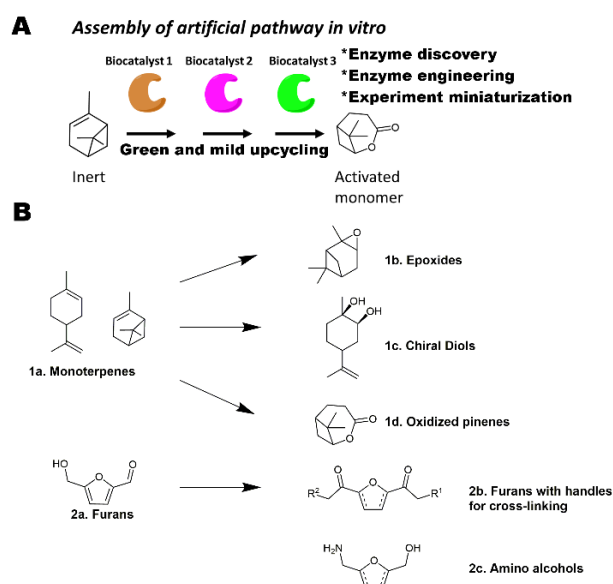 A
Assembly of artificial pathway in vitro
Biocatalyst 1
Biocatalyst 2
Biocatalyst 3
*Enzyme discovery
*Enzyme engineering
*Experiment miniaturization
Green and mild upcycling
O
O
Inert
Activated
monomer
B
O
1b. Epoxides
OH
OH
1c. Chiral Diols
1a. Monoterpenes
O
O
1d. Oxidized pinenes
HO
O
O
2a. Furans
O
O
O
R2
R1
2b. Furans with handles
for cross-linking
H2N
OH
O
2c. Amino alcohols